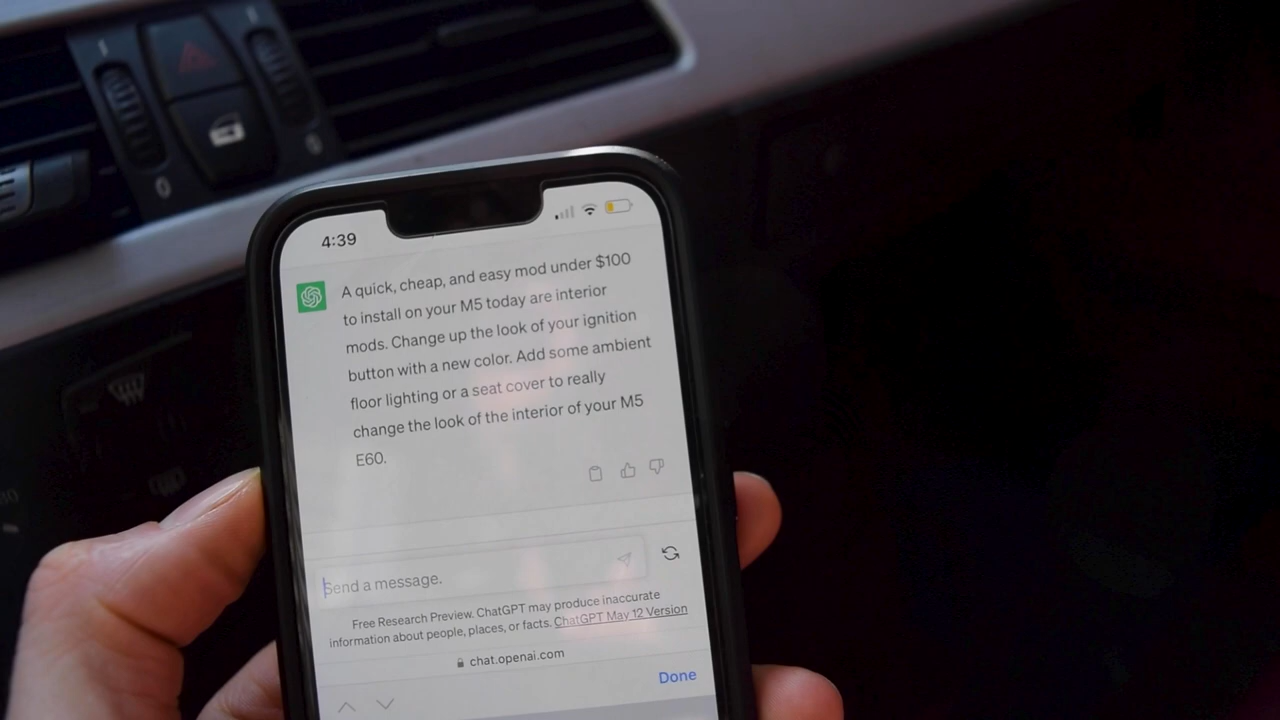 4:39
A quick, cheap, and easy mod under $100
to install on your M5 today are interior
mods. Change up the look of your ignition
button with a new color. Add some ambient
floor lighting or a seat cover to really
change the look of the interior of your M5
E60.
Send a message.
Free Research Preview. ChatGPT may produce inaccurate
information about people, places, or facts. ChatGPT May 12 Version
chat.openai.com
Done
0
0